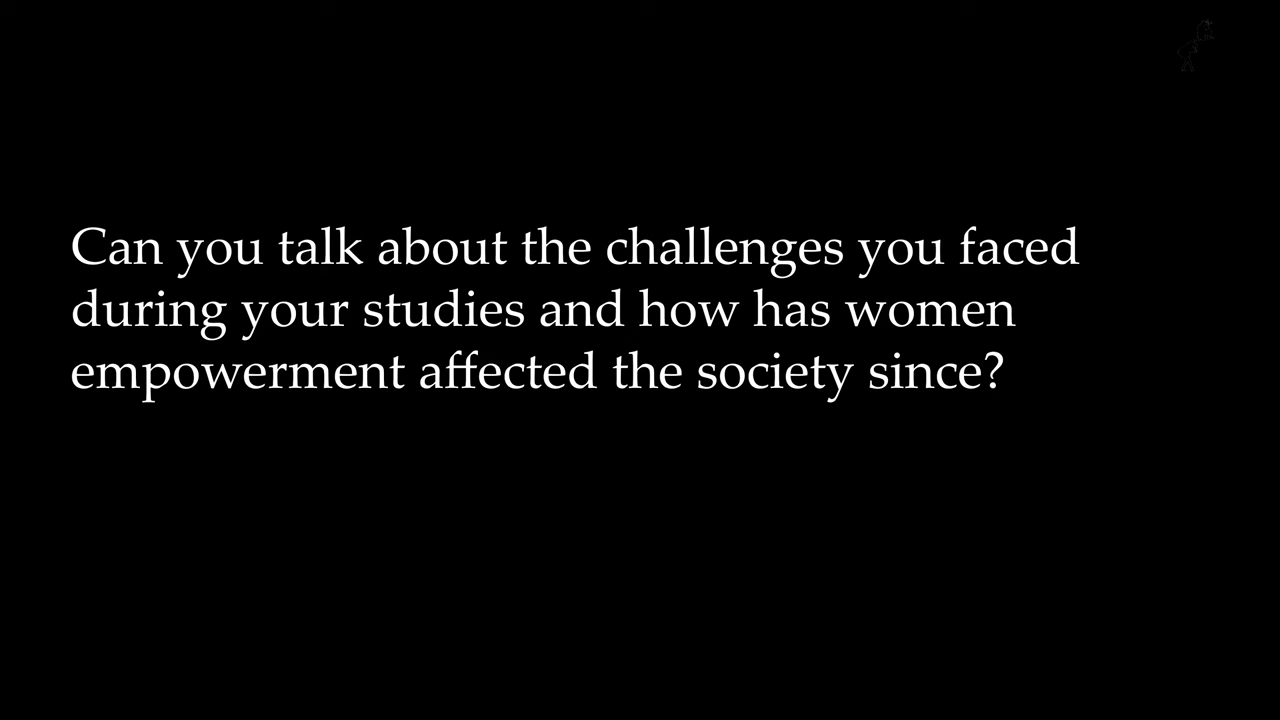 Can you talk about the challenges you faced
during your studies and how has women
empowerment affected the society since?